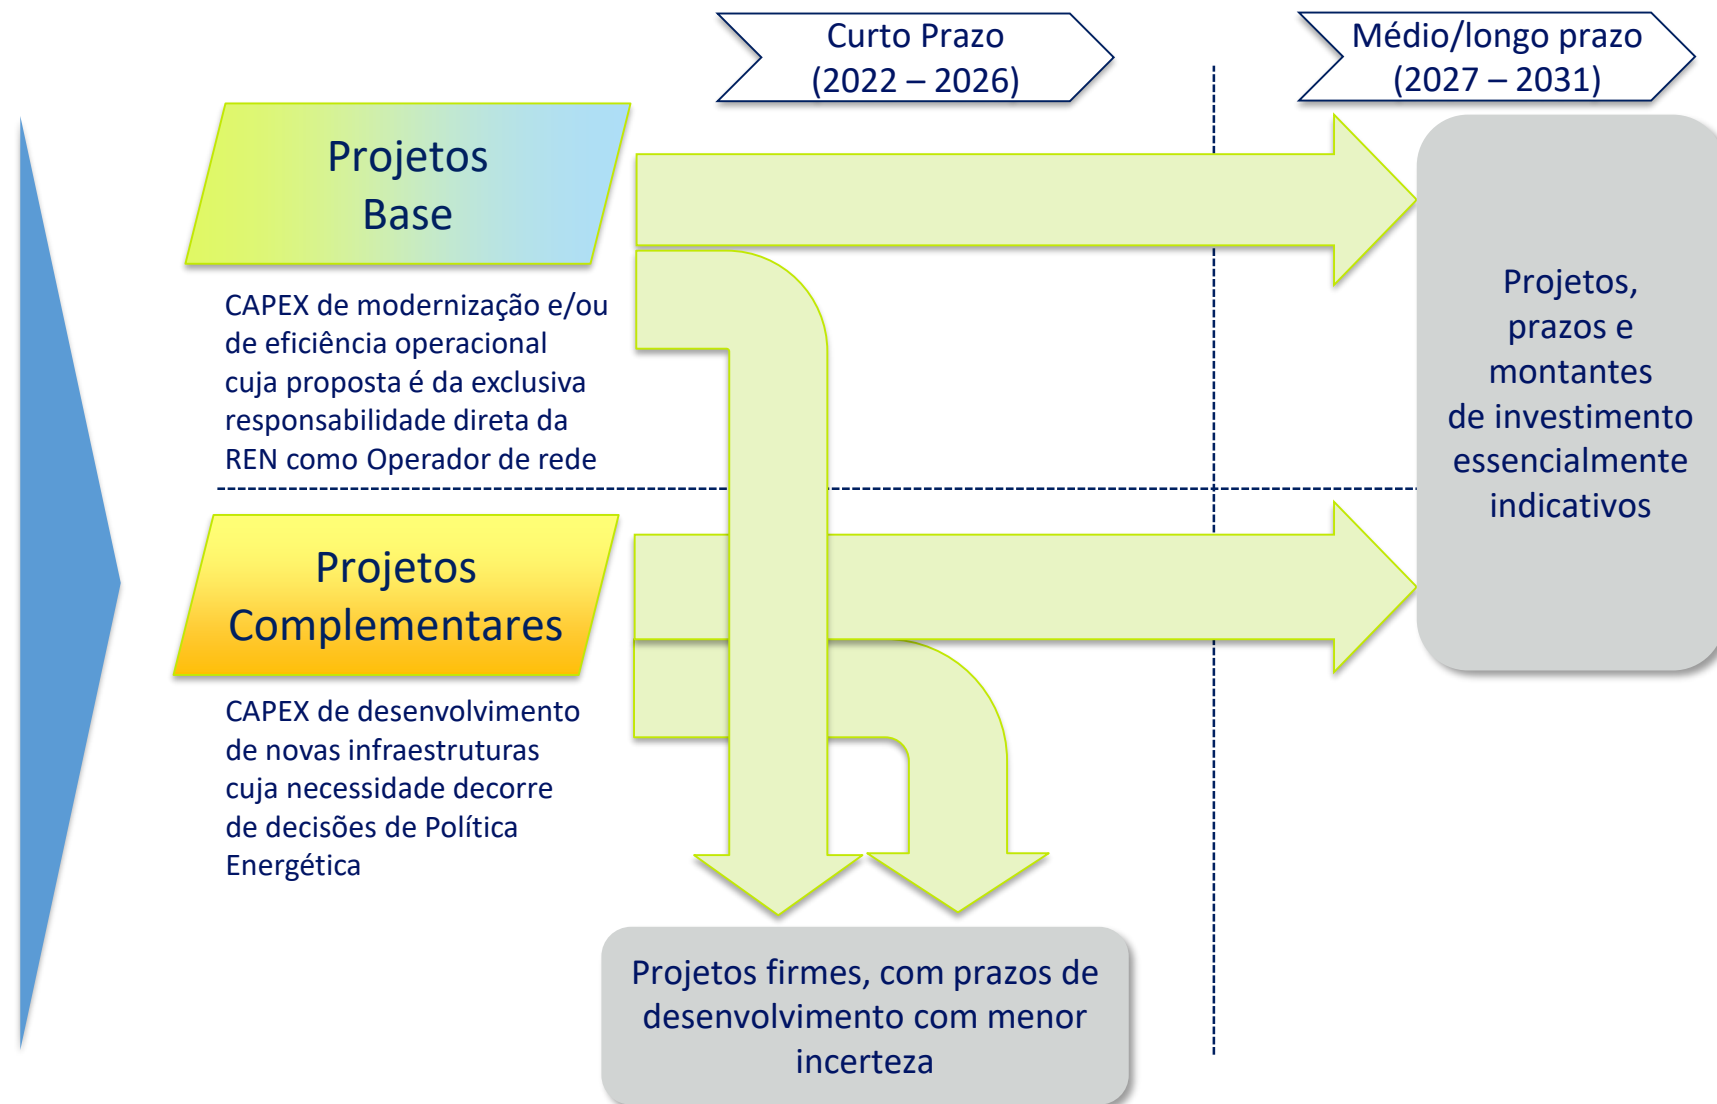 Curto Prazo
(2022 – 2026)
Médio/longo prazo
(2027 – 2031)
Projetos
Base
CAPEX de modernização e/ou
de eficiência operacional
cuja proposta é da exclusiva
responsabilidade direta da
REN como Operador de rede
Projetos,
prazos e
montantes
de investimento
essencialmente
indicativos
Projetos
Complementares
CAPEX de desenvolvimento
de novas infraestruturas
cuja necessidade decorre
de decisões de Política
Energética
Projetos firmes, com prazos de
desenvolvimento com menor
incerteza